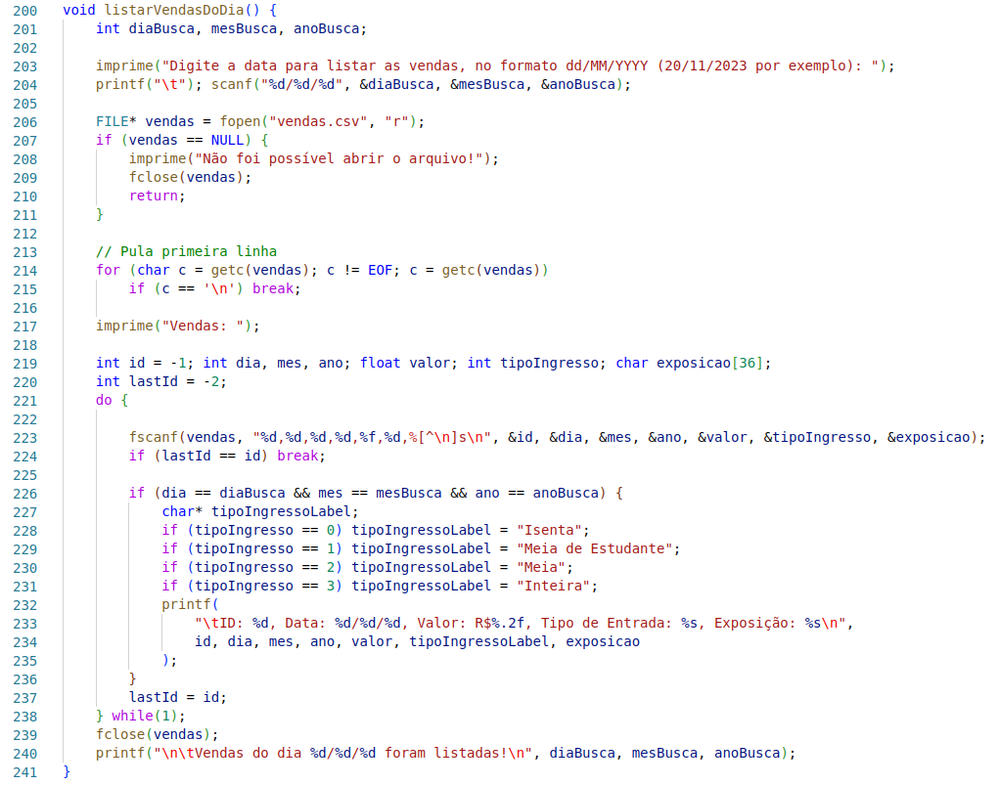 200 void listarVendasDoDia() {
201     int diaBusca, mesBusca, anoBusca;
202
203     imprime("Digite a data para listar as vendas, no formato dd/MM/YYYY (20/11/2023 por exemplo): ");
204     printf("\t"); scanf("%d/%d/%d", &diaBusca, &mesBusca, &anoBusca);
205
206     FILE* vendas = fopen("vendas.csv", "r");
207     if (vendas == NULL) {
208         imprime("Não foi possível abrir o arquivo!");
209         fclose(vendas);
210         return;
211     }
212
213     // Pula primeira linha
214     for (char c = getc(vendas); c != EOF; c = getc(vendas))
215         if (c == '\n') break;
216
217     imprime("Vendas: ");
218
219     int id = -1; int dia, mes, ano; float valor; int tipoIngresso; char exposicao[36];
220     int lastId = -2;
221     do {
222
223         fscanf(vendas, "%d,%d,%d,%d,%f,%d,%[^\n]s\n", &id, &dia, &mes, &ano, &valor, &tipoIngresso, &exposicao);
224         if (lastId == id) break;
225
226         if (dia == diaBusca && mes == mesBusca && ano == anoBusca) {
227             char* tipoIngressoLabel;
228             if (tipoIngresso == 0) tipoIngressoLabel = "Isenta";
229             if (tipoIngresso == 1) tipoIngressoLabel = "Meia de Estudante";
230             if (tipoIngresso == 2) tipoIngressoLabel = "Meia";
231             if (tipoIngresso == 3) tipoIngressoLabel = "Inteira";
232             printf(
233                 "\tID: %d, Data: %d/%d/%d, Valor: R$%.2f, Tipo de Entrada: %s, Exposição: %s\n",
234                 id, dia, mes, ano, valor, tipoIngressoLabel, exposicao
235             );
236         }
237         lastId = id;
238     } while(1);
239     fclose(vendas);
240     printf("\n\tVendas do dia %d/%d/%d foram listadas!\n", diaBusca, mesBusca, anoBusca);
241 }